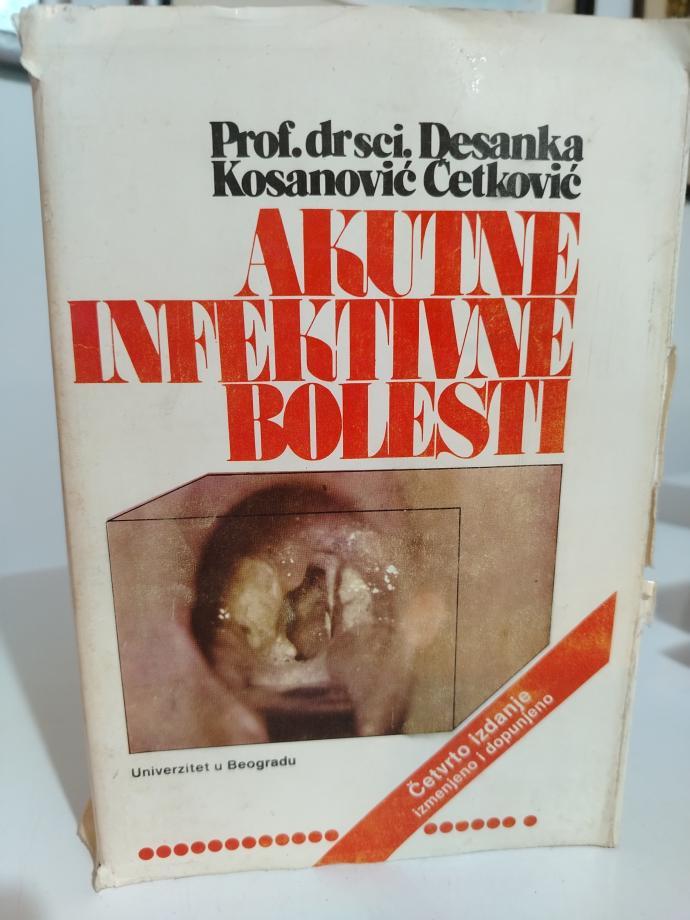 Prof. dr sci. Desanka
Kosanović Ćetković
AKUTNE
INFEKTIVNE
BOLESTI
Univerzitet u Beogradu
Četvrto izdanje
izmenjeno i dopunjeno